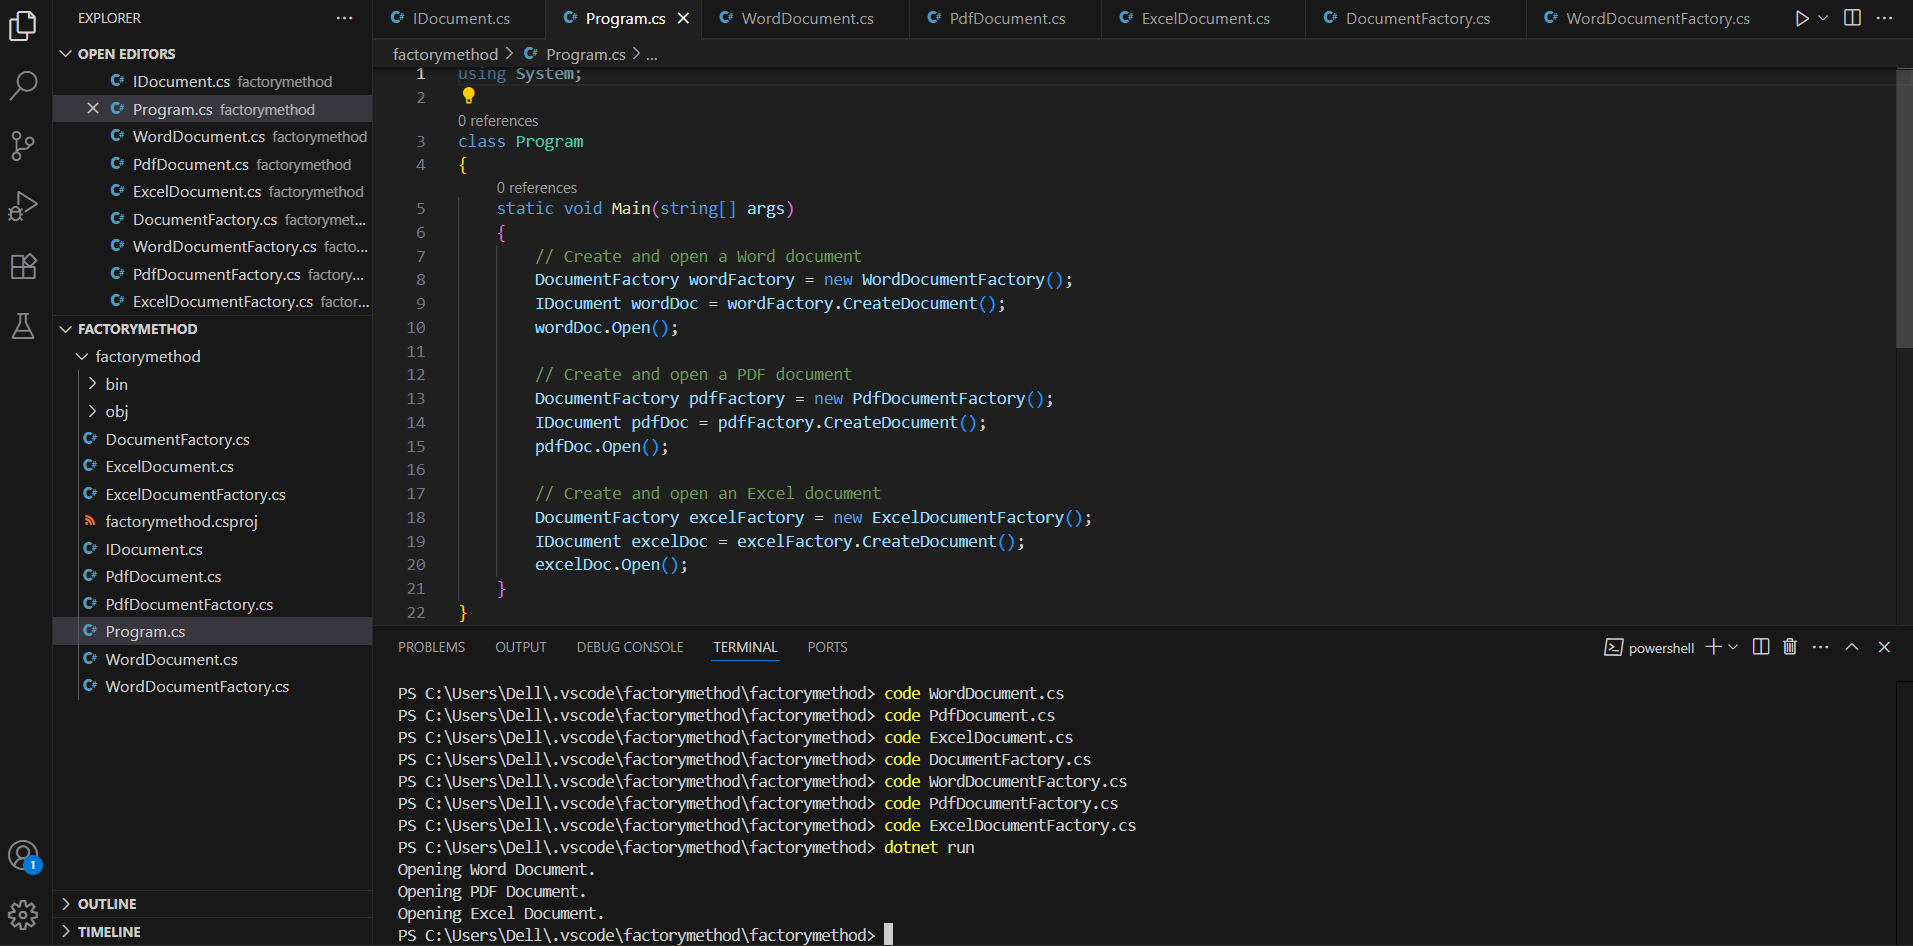 EXPLORER
OPEN EDITORS
IDocument.cs factorymethod
Program.cs factorymethod
WordDocument.cs factorymethod
PdfDocument.cs factorymethod
ExcelDocument.cs factorymethod
DocumentFactory.cs factorymet...
WordDocumentFactory.cs facto...
PdfDocumentFactory.cs factory...
ExcelDocumentFactory.cs factor...
FACTORYMETHOD
factorymethod
bin
obj
DocumentFactory.cs
ExcelDocument.cs
ExcelDocumentFactory.cs
factorymethod.csproj
IDocument.cs
PdfDocument.cs
PdfDocumentFactory.cs
Program.cs
WordDocument.cs
WordDocumentFactory.cs
1
OUTLINE
TIMELINE
C# IDocument.cs C# Program.cs C# WordDocument.cs C# PdfDocument.cs C# ExcelDocument.cs C# DocumentFactory.cs C# WordDocumentFactory.cs
factorymethod > C# Program.cs > ...
1 using System;
2
0 references
3 class Program
4 {
0 references
5 static void Main(string[] args)
6 {
7 // Create and open a Word document
8 DocumentFactory wordFactory = new WordDocumentFactory();
9 IDocument wordDoc = wordFactory.CreateDocument();
10 wordDoc.Open();
11
12 // Create and open a PDF document
13 DocumentFactory pdfFactory = new PdfDocumentFactory();
14 IDocument pdfDoc = pdfFactory.CreateDocument();
15 pdfDoc.Open();
16
17 // Create and open an Excel document
18 DocumentFactory excelFactory = new ExcelDocumentFactory();
19 IDocument excelDoc = excelFactory.CreateDocument();
20 excelDoc.Open();
21 }
22 }
PROBLEMS OUTPUT DEBUG CONSOLE TERMINAL PORTS powershell
PS C:\Users\Dell\.vscode\factorymethod\factorymethod> code WordDocument.cs
PS C:\Users\Dell\.vscode\factorymethod\factorymethod> code PdfDocument.cs
PS C:\Users\Dell\.vscode\factorymethod\factorymethod> code ExcelDocument.cs
PS C:\Users\Dell\.vscode\factorymethod\factorymethod> code DocumentFactory.cs
PS C:\Users\Dell\.vscode\factorymethod\factorymethod> code WordDocumentFactory.cs
PS C:\Users\Dell\.vscode\factorymethod\factorymethod> code PdfDocumentFactory.cs
PS C:\Users\Dell\.vscode\factorymethod\factorymethod> code ExcelDocumentFactory.cs
PS C:\Users\Dell\.vscode\factorymethod\factorymethod> dotnet run
Opening Word Document.
Opening PDF Document.
Opening Excel Document.
PS C:\Users\Dell\.vscode\factorymethod\factorymethod>